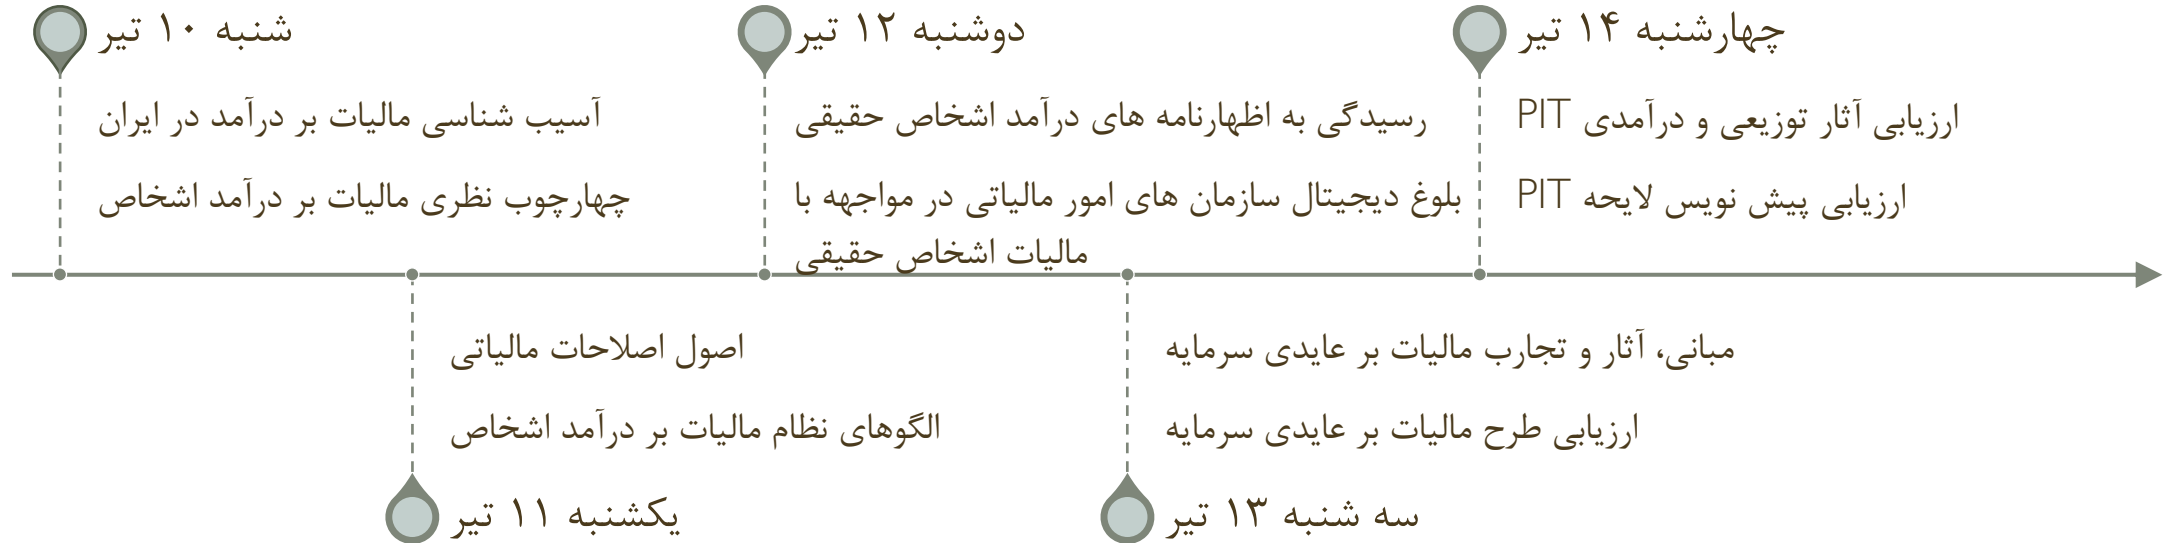 شنبه ۱۰ تیر
آسیب شناسی مالیات بر درآمد در ایران
چهارچوب نظری مالیات بر درآمد اشخاص
اصول اصلاحات مالیاتی
الگوهای نظام مالیات بر درآمد اشخاص
یکشنبه ۱۱ تیر
دوشنبه ۱۲ تیر
رسیدگی به اظهارنامه های درآمد اشخاص حقیقی
بلوغ دیجیتال سازمان های امور مالیاتی در مواجهه با
مالیات اشخاص حقیقی
مبانی، آثار و تجارب مالیات بر عایدی سرمایه
ارزیابی طرح مالیات بر عایدی سرمایه
سه شنبه ۱۳ تیر
چهارشنبه ۱۴ تیر
ارزیابی آثار توزیعی و درآمدی PIT
ارزیابی پیش نویس لایحه PIT